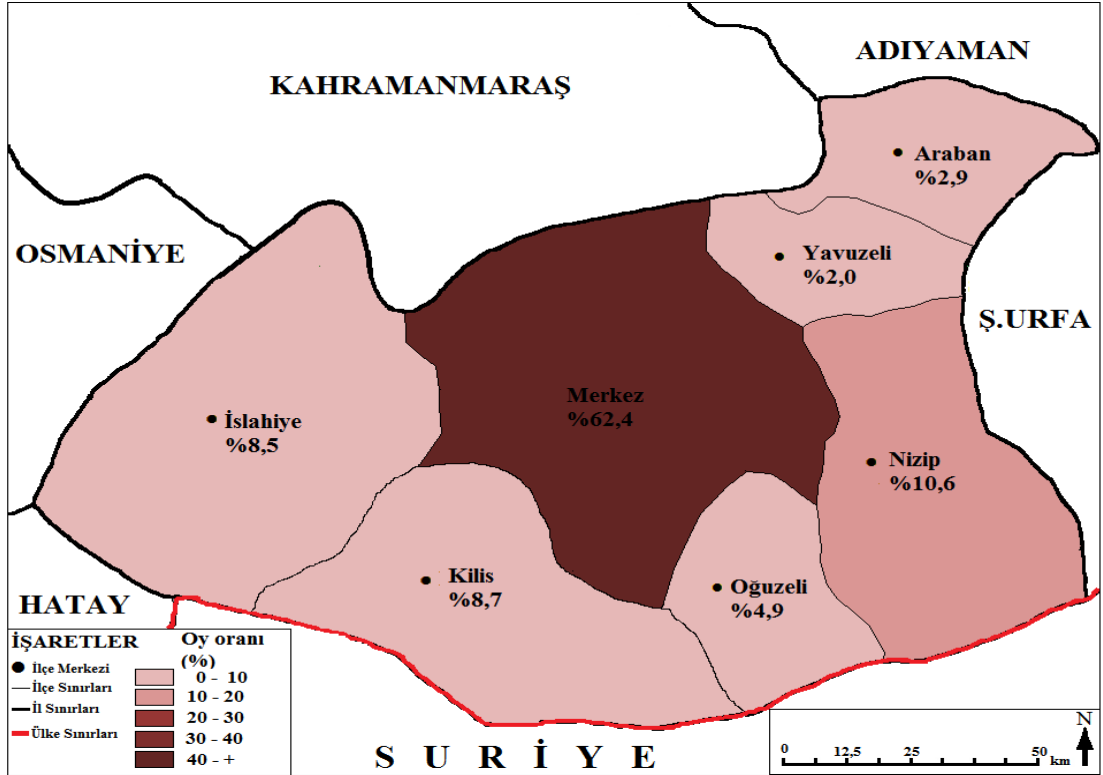 ADIYAMAN
KAHRAMANMARAŞ
Araban
%2,9
OSMANİYE
Yavuzeli
%2,0
Ş.URFA
Merkez
%62,4
İslahiye
%8,5
Nizip
%10,6
Kilis
%8,7
Oğuzeli
%4,9
HATAY
İŞARETLER
İlçe Merkezi
İlçe Sınırları
İl Sınırları
Ülke Sınırları
Oy oranı
(%)
0 - 10
10 - 20
20 - 30
30 - 40
40 - +
SURİYE
N
0 12,5 25 50
km